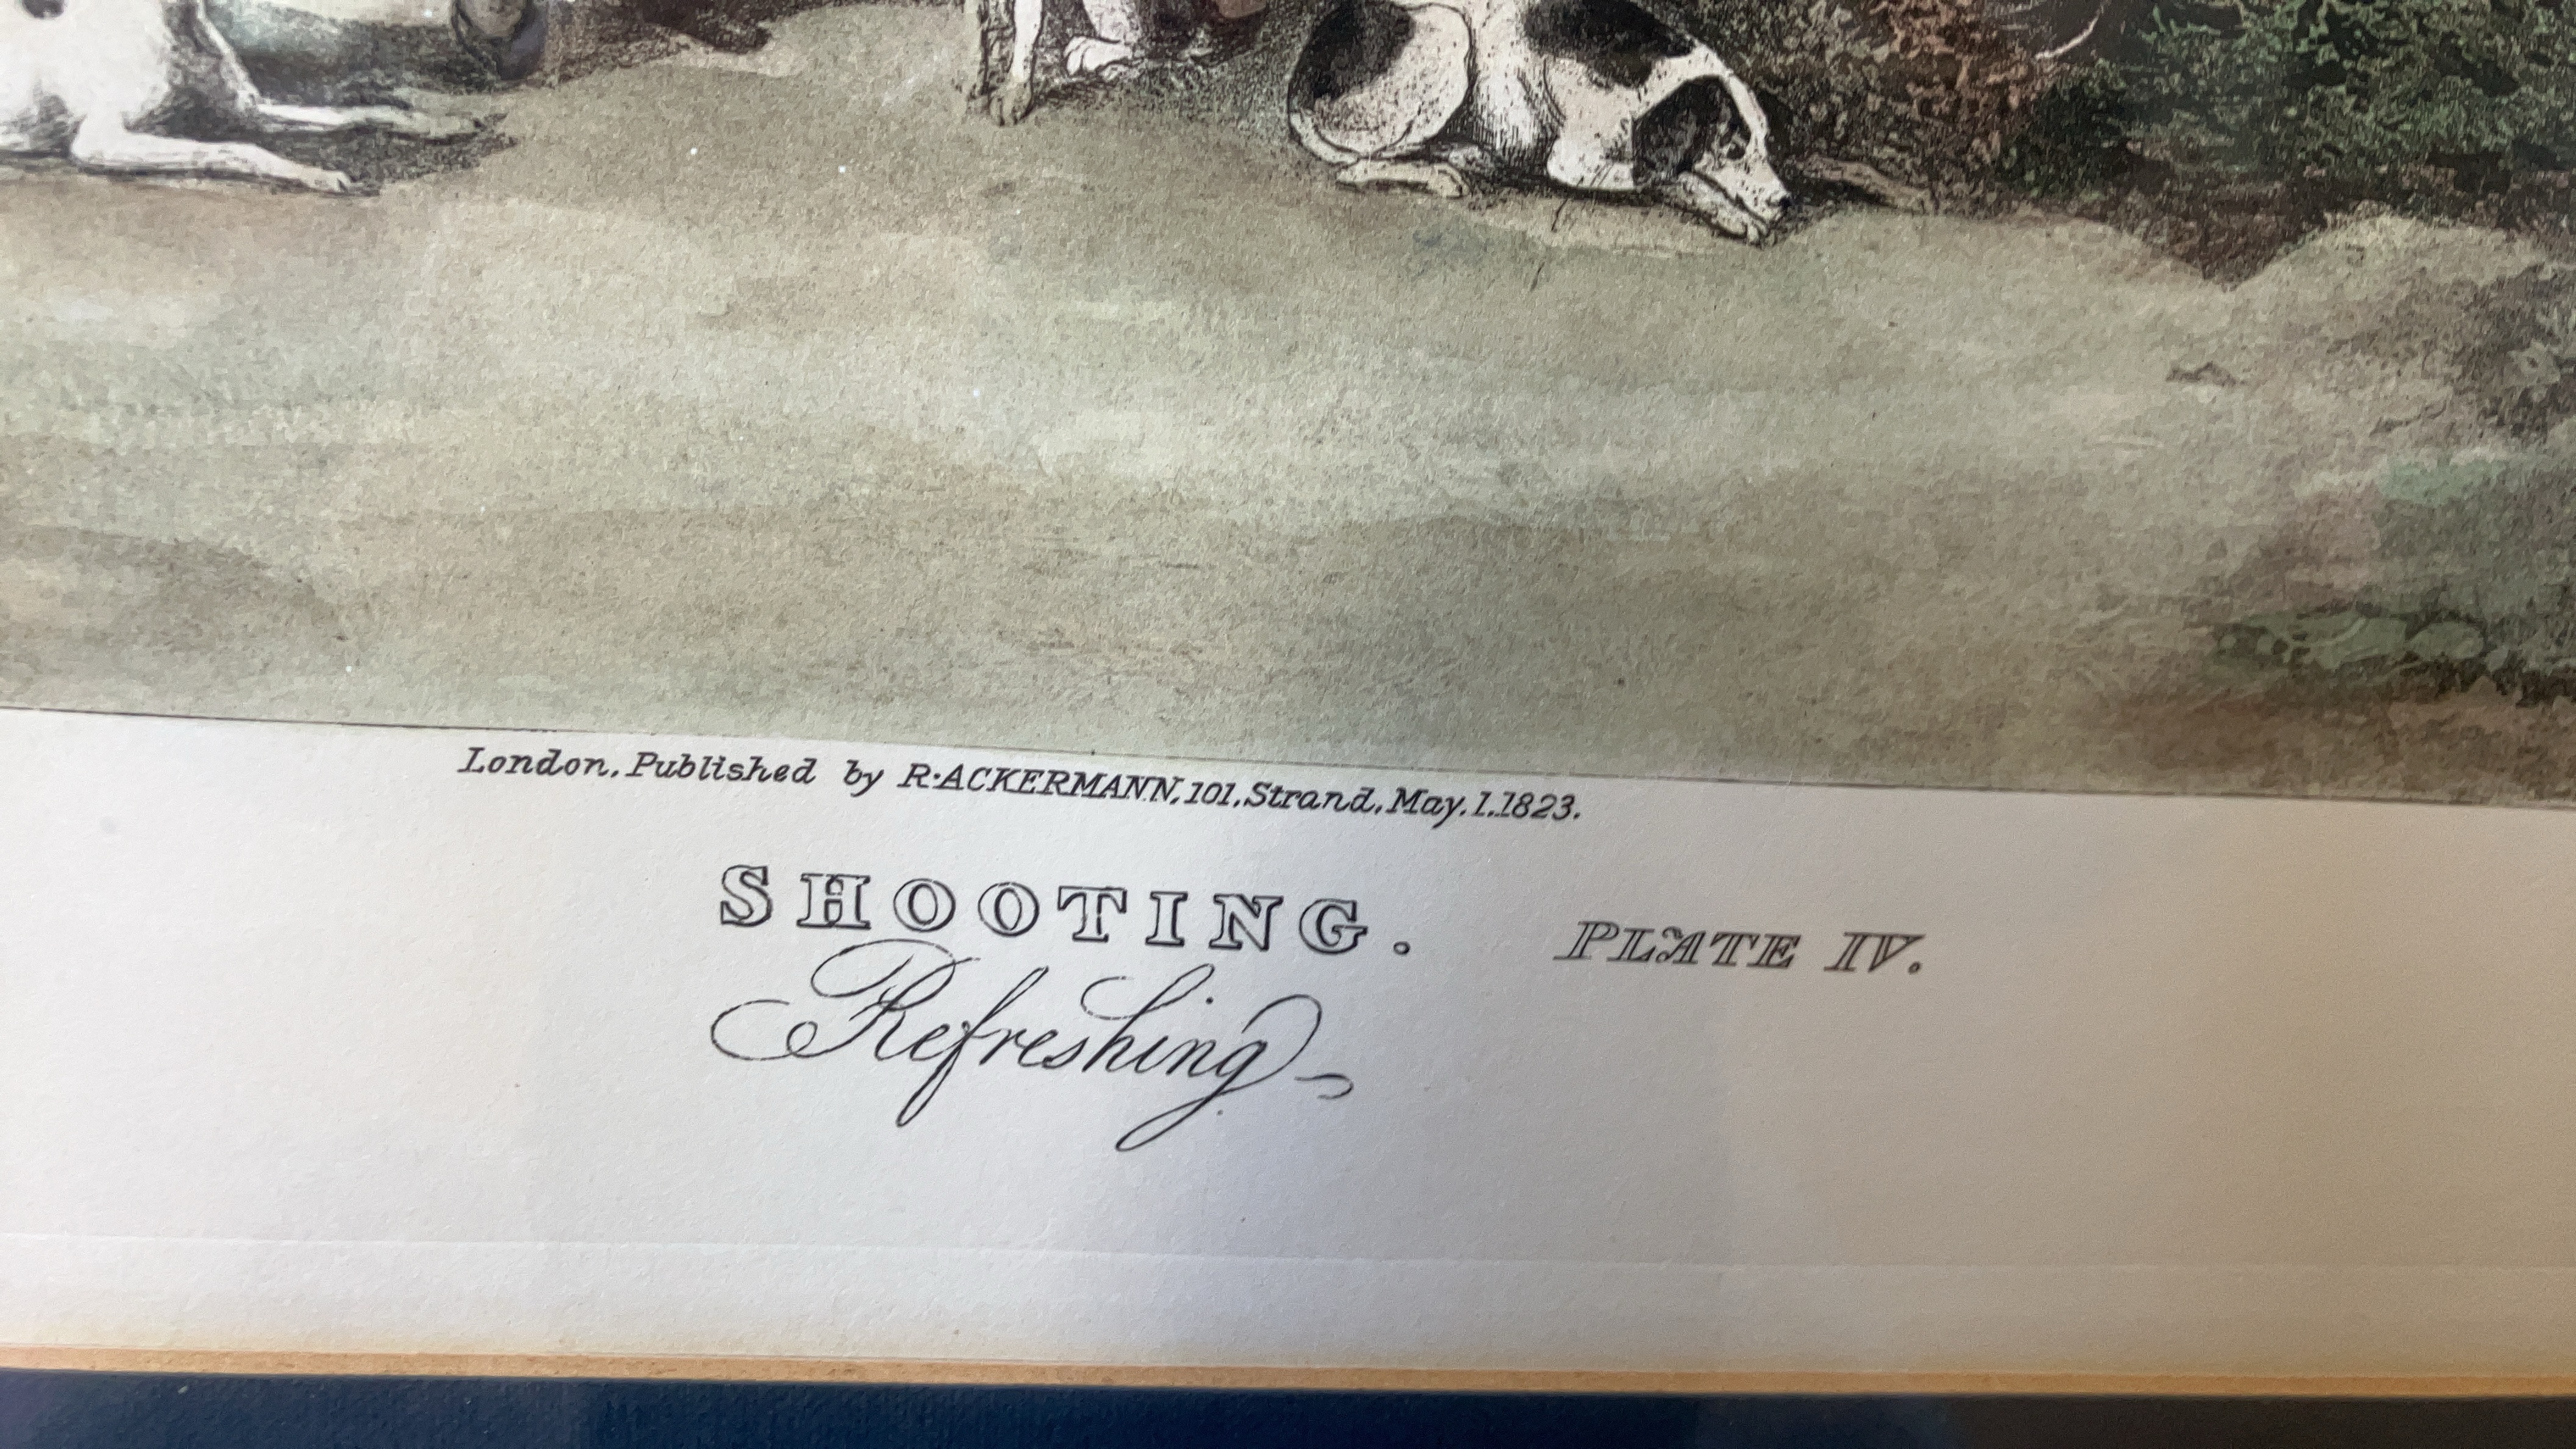 London. Published by R. ACKERMANN, 101, Strand, May. 1. 1823.
SHOOTING. PLATE IV.
Refreshing